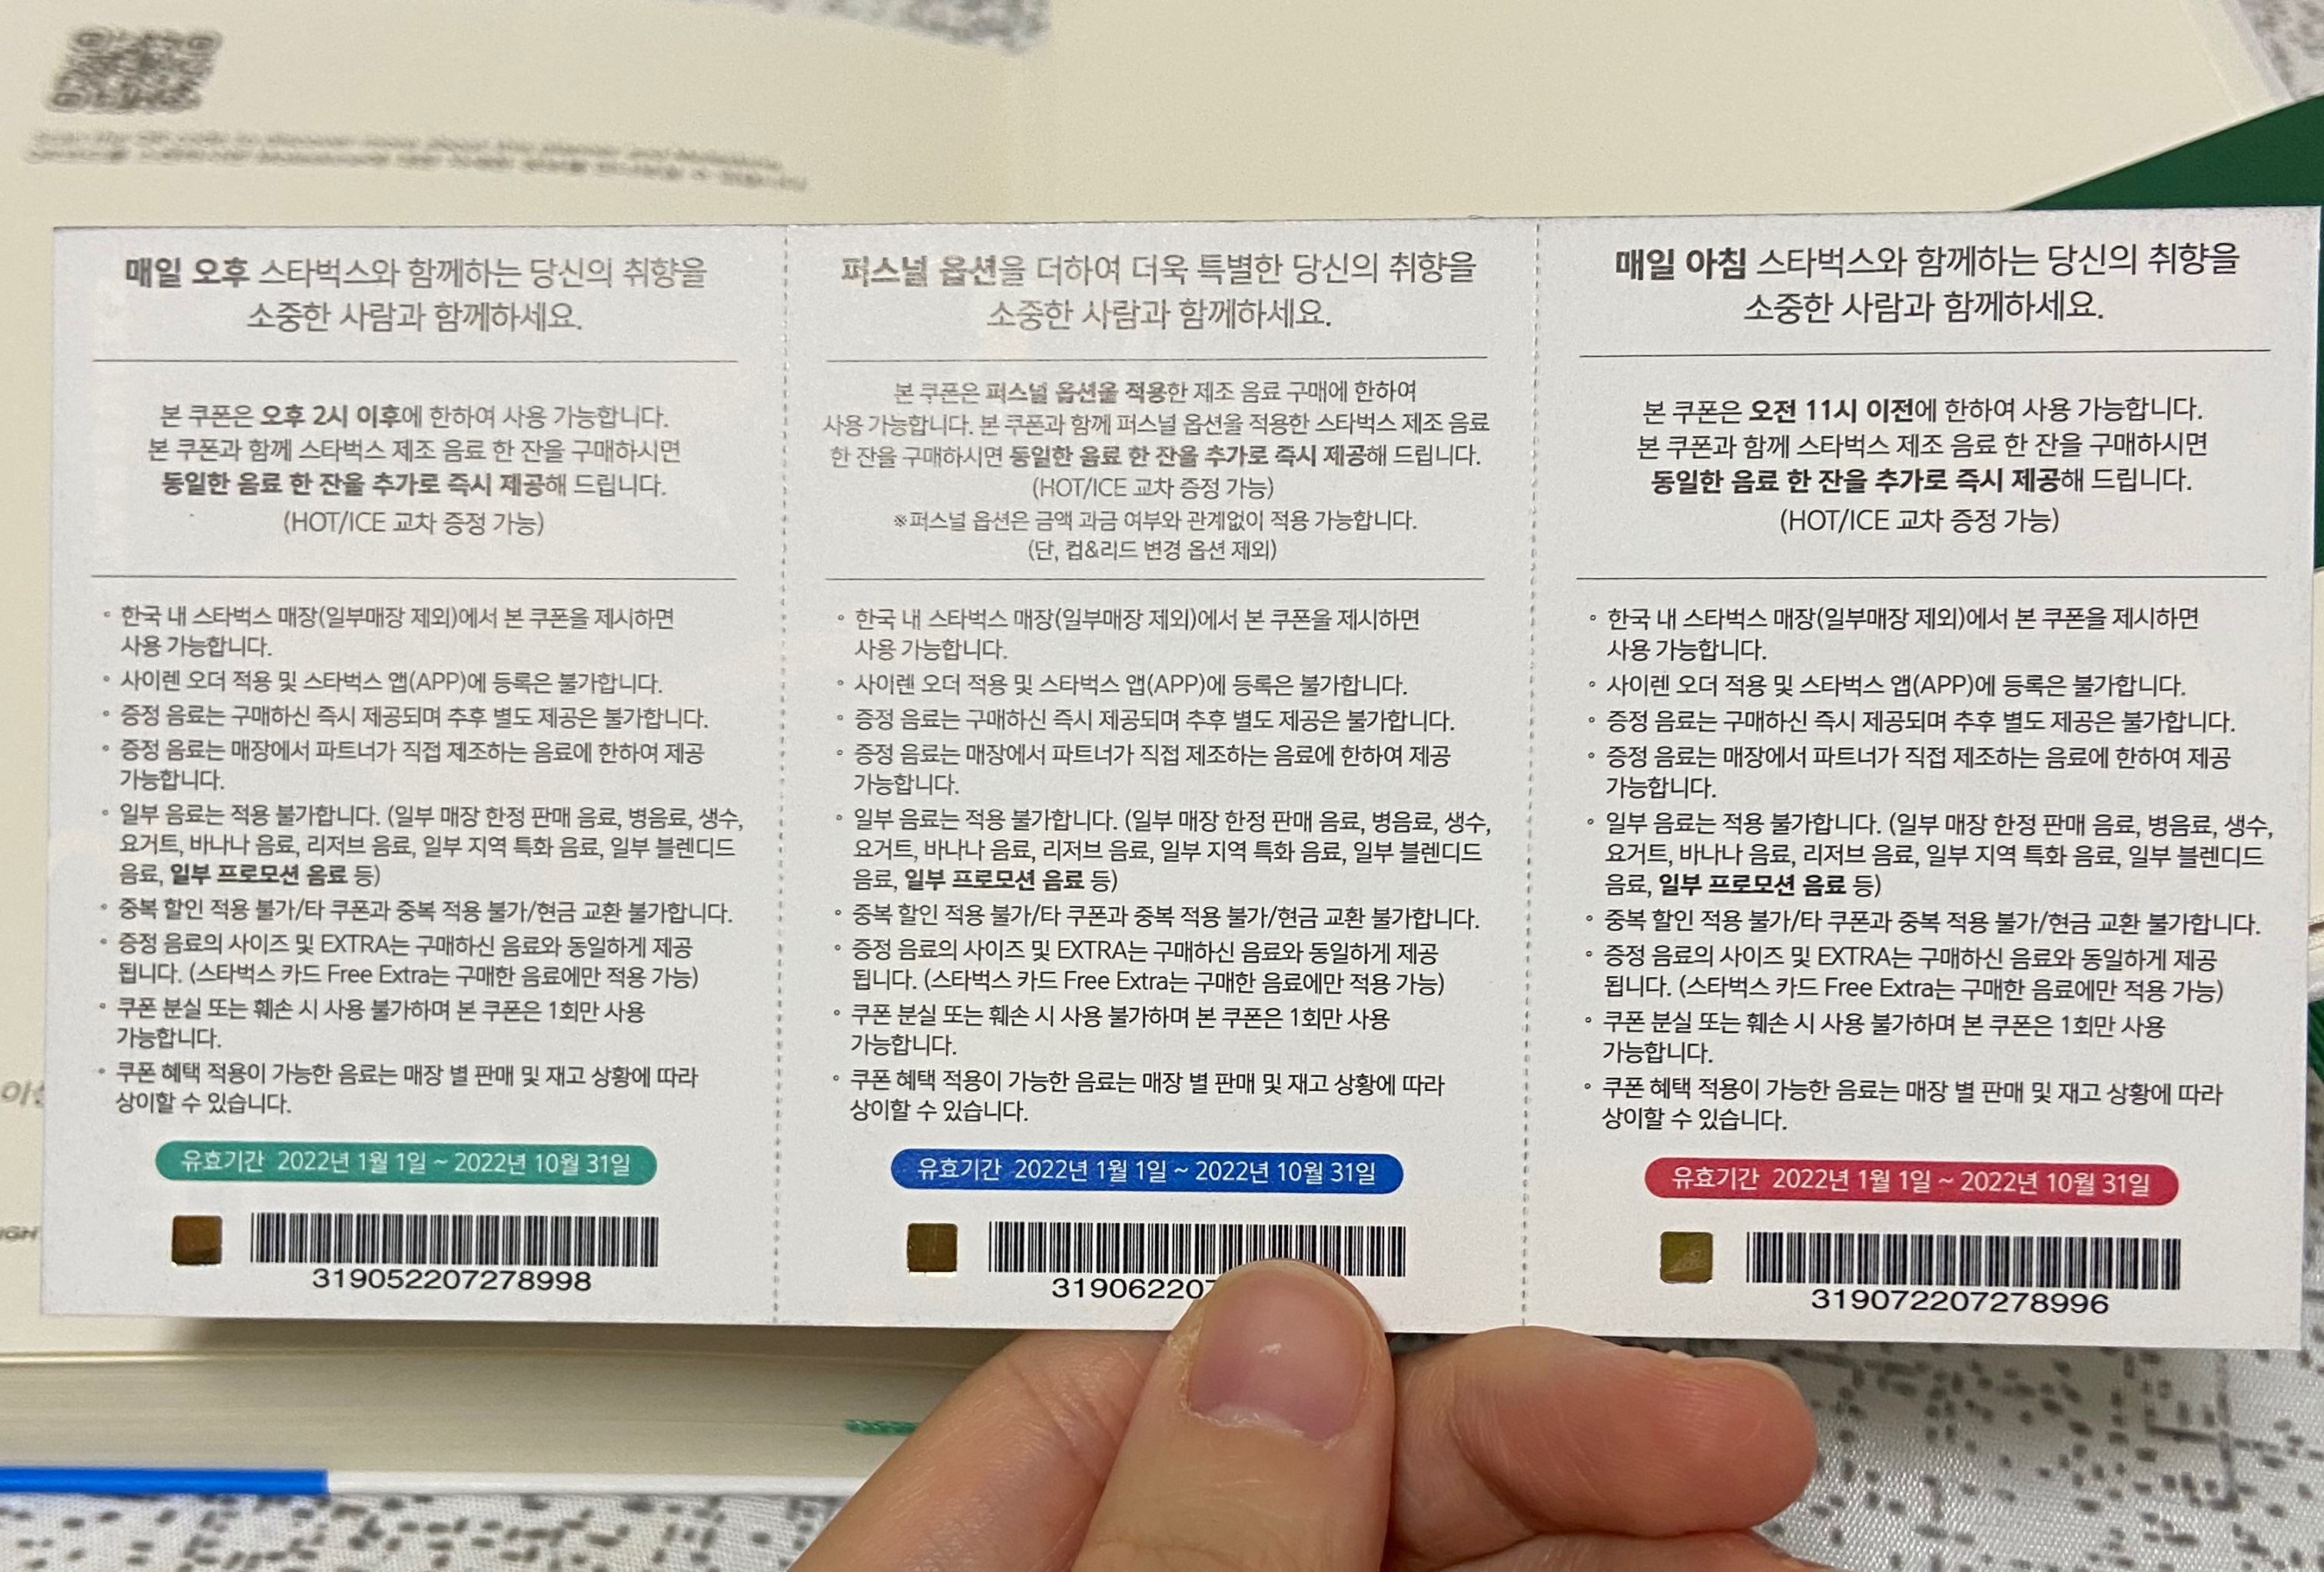 매일 오후 스타벅스와 함께하는 당신의 취향을
소중한 사람과 함께하세요.
본 쿠폰은 오후 2시 이후에 한하여 사용 가능합니다.
본 쿠폰과 함께 스타벅스 제조 음료 한 잔을 구매하시면
동일한 음료 한 잔을 추가로 즉시 제공해 드립니다.
(HOT/ICE 교차 증정 가능)
◦ 한국 내 스타벅스 매장(일부매장 제외)에서 본 쿠폰을 제시하면
사용 가능합니다.
◦ 사이렌 오더 적용 및 스타벅스 앱(APP)에 등록은 불가합니다.
◦ 증정 음료는 구매하신 즉시 제공되며 추후 별도 제공은 불가합니다.
◦ 증정 음료는 매장에서 파트너가 직접 제조하는 음료에 한하여 제공
가능합니다.
◦ 일부 음료는 적용 불가합니다. (일부 매장 한정 판매 음료, 병음료, 생수,
요거트, 바나나 음료, 리저브 음료, 일부 지역 특화 음료, 일부 블렌디드
음료, 일부 프로모션 음료 등)
◦ 중복 할인 적용 불가/타 쿠폰과 중복 적용 불가/현금 교환 불가합니다.
◦ 증정 음료의 사이즈 및 EXTRA는 구매하신 음료와 동일하게 제공
됩니다. (스타벅스 카드 Free Extra는 구매한 음료에만 적용 가능)
◦ 쿠폰 분실 또는 훼손 시 사용 불가하며 본 쿠폰은 1회만 사용
가능합니다.
◦ 쿠폰 혜택 적용이 가능한 음료는 매장 별 판매 및 재고 상황에 따라
상이할 수 있습니다.
유효기간 2022년 1월 1일 ~ 2022년 10월 31일
319052207278998
퍼스널 옵션을 더하여 더욱 특별한 당신의 취향을
소중한 사람과 함께하세요.
본 쿠폰은 퍼스널 옵션을 적용한 제조 음료 구매에 한하여
사용 가능합니다. 본 쿠폰과 함께 퍼스널 옵션을 적용한 스타벅스 제조 음료
한 잔을 구매하시면 동일한 음료 한 잔을 추가로 즉시 제공해 드립니다.
(HOT/ICE 교차 증정 가능)
※퍼스널 옵션은 금액 과금 여부와 관계없이 적용 가능합니다.
(단, 컵&리드 변경 옵션 제외)
◦ 한국 내 스타벅스 매장(일부매장 제외)에서 본 쿠폰을 제시하면
사용 가능합니다.
◦ 사이렌 오더 적용 및 스타벅스 앱(APP)에 등록은 불가합니다.
◦ 증정 음료는 구매하신 즉시 제공되며 추후 별도 제공은 불가합니다.
◦ 증정 음료는 매장에서 파트너가 직접 제조하는 음료에 한하여 제공
가능합니다.
◦ 일부 음료는 적용 불가합니다. (일부 매장 한정 판매 음료, 병음료, 생수,
요거트, 바나나 음료, 리저브 음료, 일부 지역 특화 음료, 일부 블렌디드
음료, 일부 프로모션 음료 등)
◦ 중복 할인 적용 불가/타 쿠폰과 중복 적용 불가/현금 교환 불가합니다.
◦ 증정 음료의 사이즈 및 EXTRA는 구매하신 음료와 동일하게 제공
됩니다. (스타벅스 카드 Free Extra는 구매한 음료에만 적용 가능)
◦ 쿠폰 분실 또는 훼손 시 사용 불가하며 본 쿠폰은 1회만 사용
가능합니다.
◦ 쿠폰 혜택 적용이 가능한 음료는 매장 별 판매 및 재고 상황에 따라
상이할 수 있습니다.
유효기간 2022년 1월 1일 ~ 2022년 10월 31일
31906220
매일 아침 스타벅스와 함께하는 당신의 취향을
소중한 사람과 함께하세요.
본 쿠폰은 오전 11시 이전에 한하여 사용 가능합니다.
본 쿠폰과 함께 스타벅스 제조 음료 한 잔을 구매하시면
동일한 음료 한 잔을 추가로 즉시 제공해 드립니다.
(HOT/ICE 교차 증정 가능)
◦ 한국 내 스타벅스 매장(일부매장 제외)에서 본 쿠폰을 제시하면
사용 가능합니다.
◦ 사이렌 오더 적용 및 스타벅스 앱(APP)에 등록은 불가합니다.
◦ 증정 음료는 구매하신 즉시 제공되며 추후 별도 제공은 불가합니다.
◦ 증정 음료는 매장에서 파트너가 직접 제조하는 음료에 한하여 제공
가능합니다.
◦ 일부 음료는 적용 불가합니다. (일부 매장 한정 판매 음료, 병음료, 생수,
요거트, 바나나 음료, 리저브 음료, 일부 지역 특화 음료, 일부 블렌디드
음료, 일부 프로모션 음료 등)
◦ 중복 할인 적용 불가/타 쿠폰과 중복 적용 불가/현금 교환 불가합니다.
◦ 증정 음료의 사이즈 및 EXTRA는 구매하신 음료와 동일하게 제공
됩니다. (스타벅스 카드 Free Extra는 구매한 음료에만 적용 가능)
◦ 쿠폰 분실 또는 훼손 시 사용 불가하며 본 쿠폰은 1회만 사용
가능합니다.
◦ 쿠폰 혜택 적용이 가능한 음료는 매장 별 판매 및 재고 상황에 따라
상이할 수 있습니다.
유효기간 2022년 1월 1일 ~ 2022년 10월 31일
319072207278996